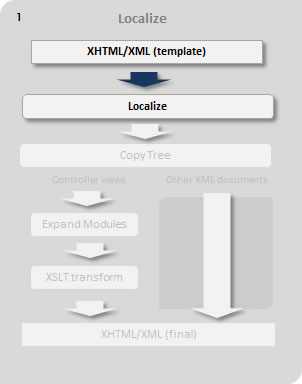 1
Localize
XHTML/XML (template)
Localize
Copy Tree
Controller views Other XML documents
Expand Modules
XSLT transform
XHTML/XML (final)